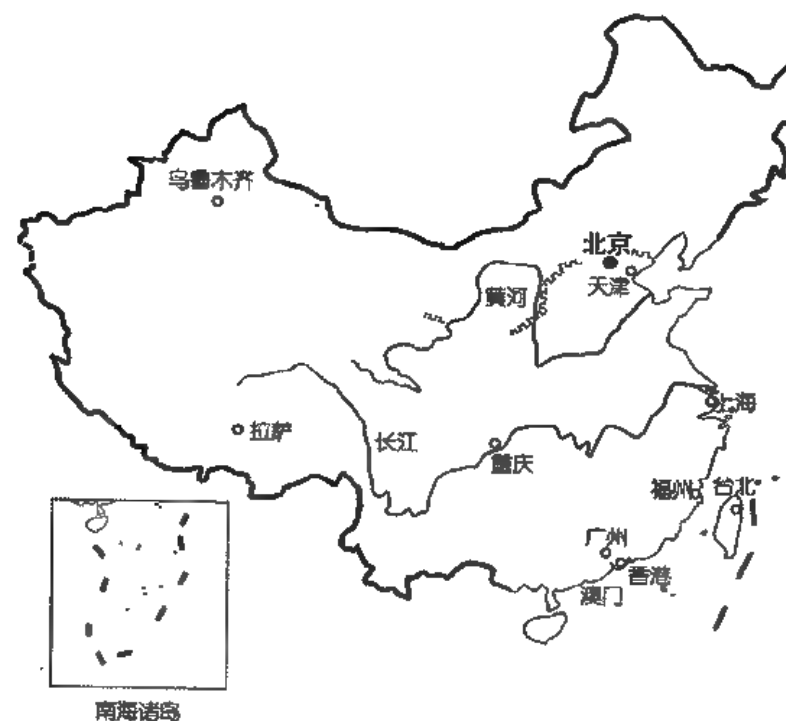 乌鲁木齐
北京
天津
黄河
上海
拉萨
长江
重庆
福州
台北
广州
香港
澳门
南海诸岛